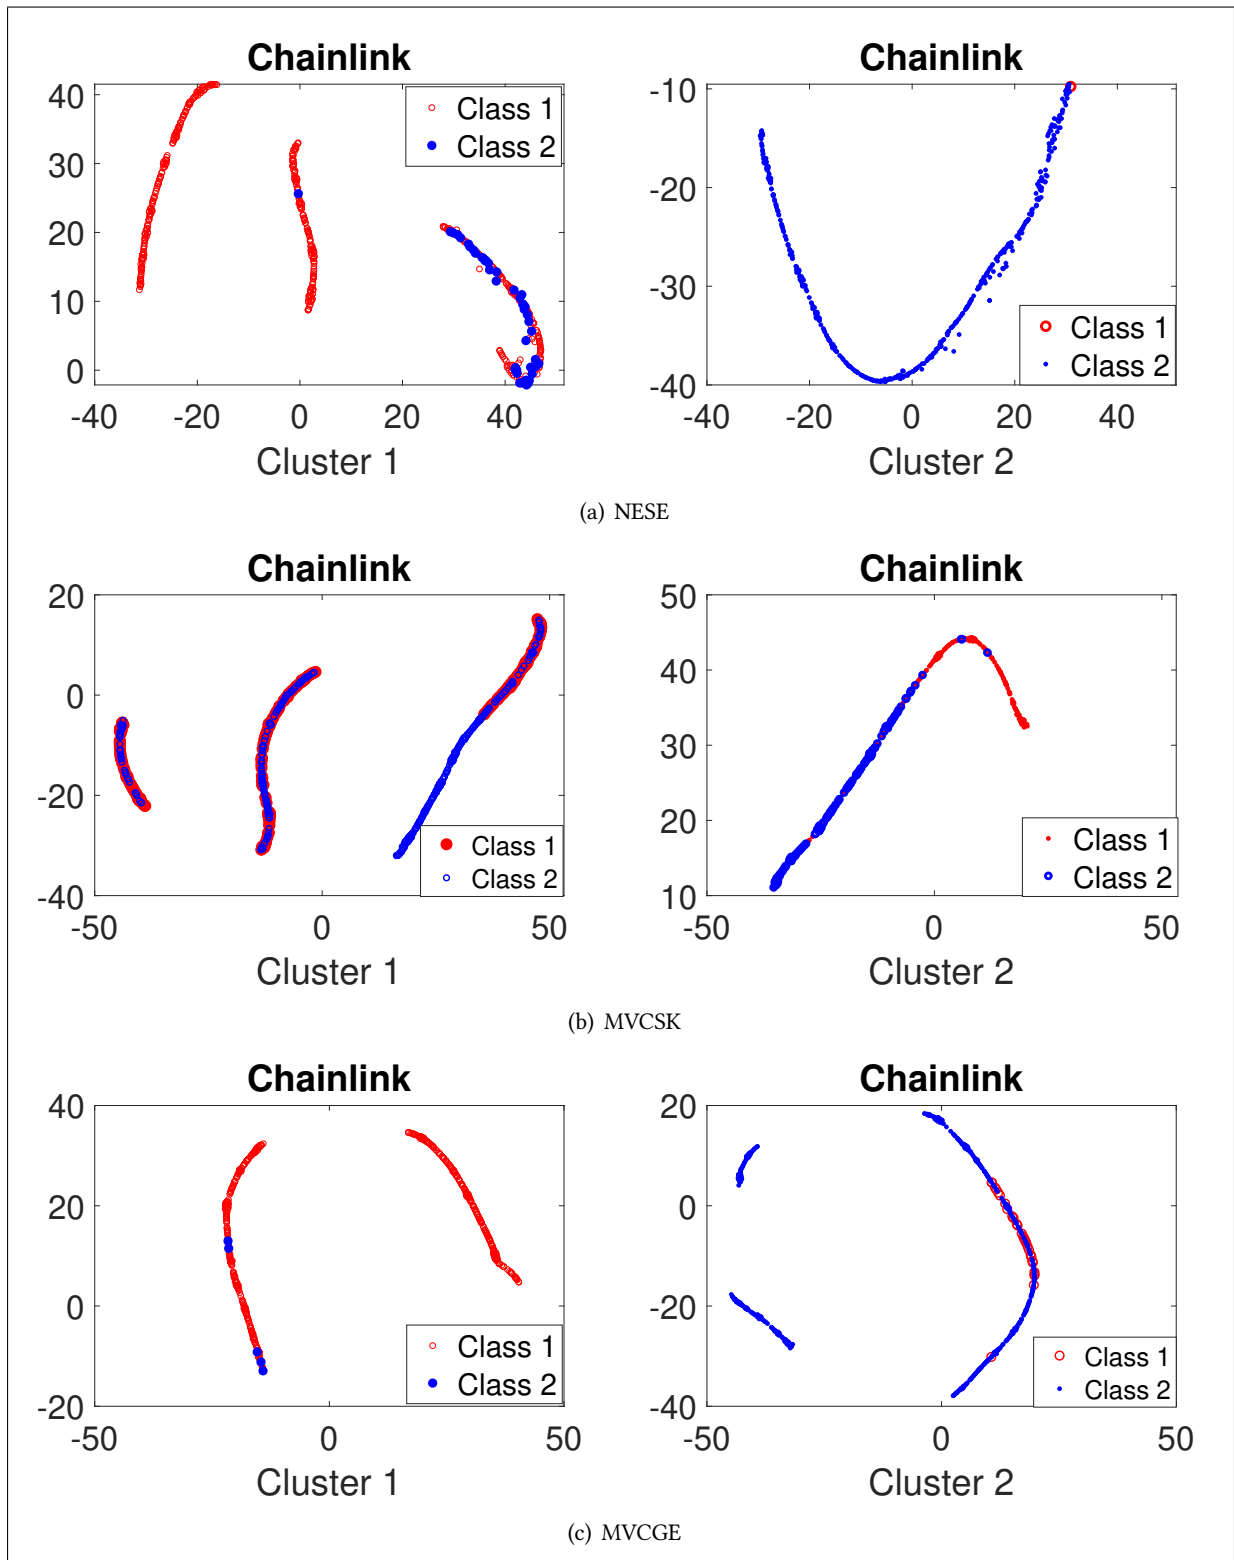 Chainlink
40
30
20
10
0
-40 -20 0 20 40
Cluster 1
Class 1
Class 2
Chainlink
-10
-20
-30
-40
-40 -20 0 20 40
Cluster 2
Class 1
Class 2
(a) NESE
Chainlink
20
0
-20
-40
-50 0 50
Cluster 1
Class 1
Class 2
Chainlink
50
40
30
20
10
-50 0 50
Cluster 2
Class 1
Class 2
(b) MVCSK
Chainlink
40
20
0
-20
-50 0 50
Cluster 1
Class 1
Class 2
Chainlink
20
0
-20
-40
-50 0 50
Cluster 2
Class 1
Class 2
(c) MVCGE